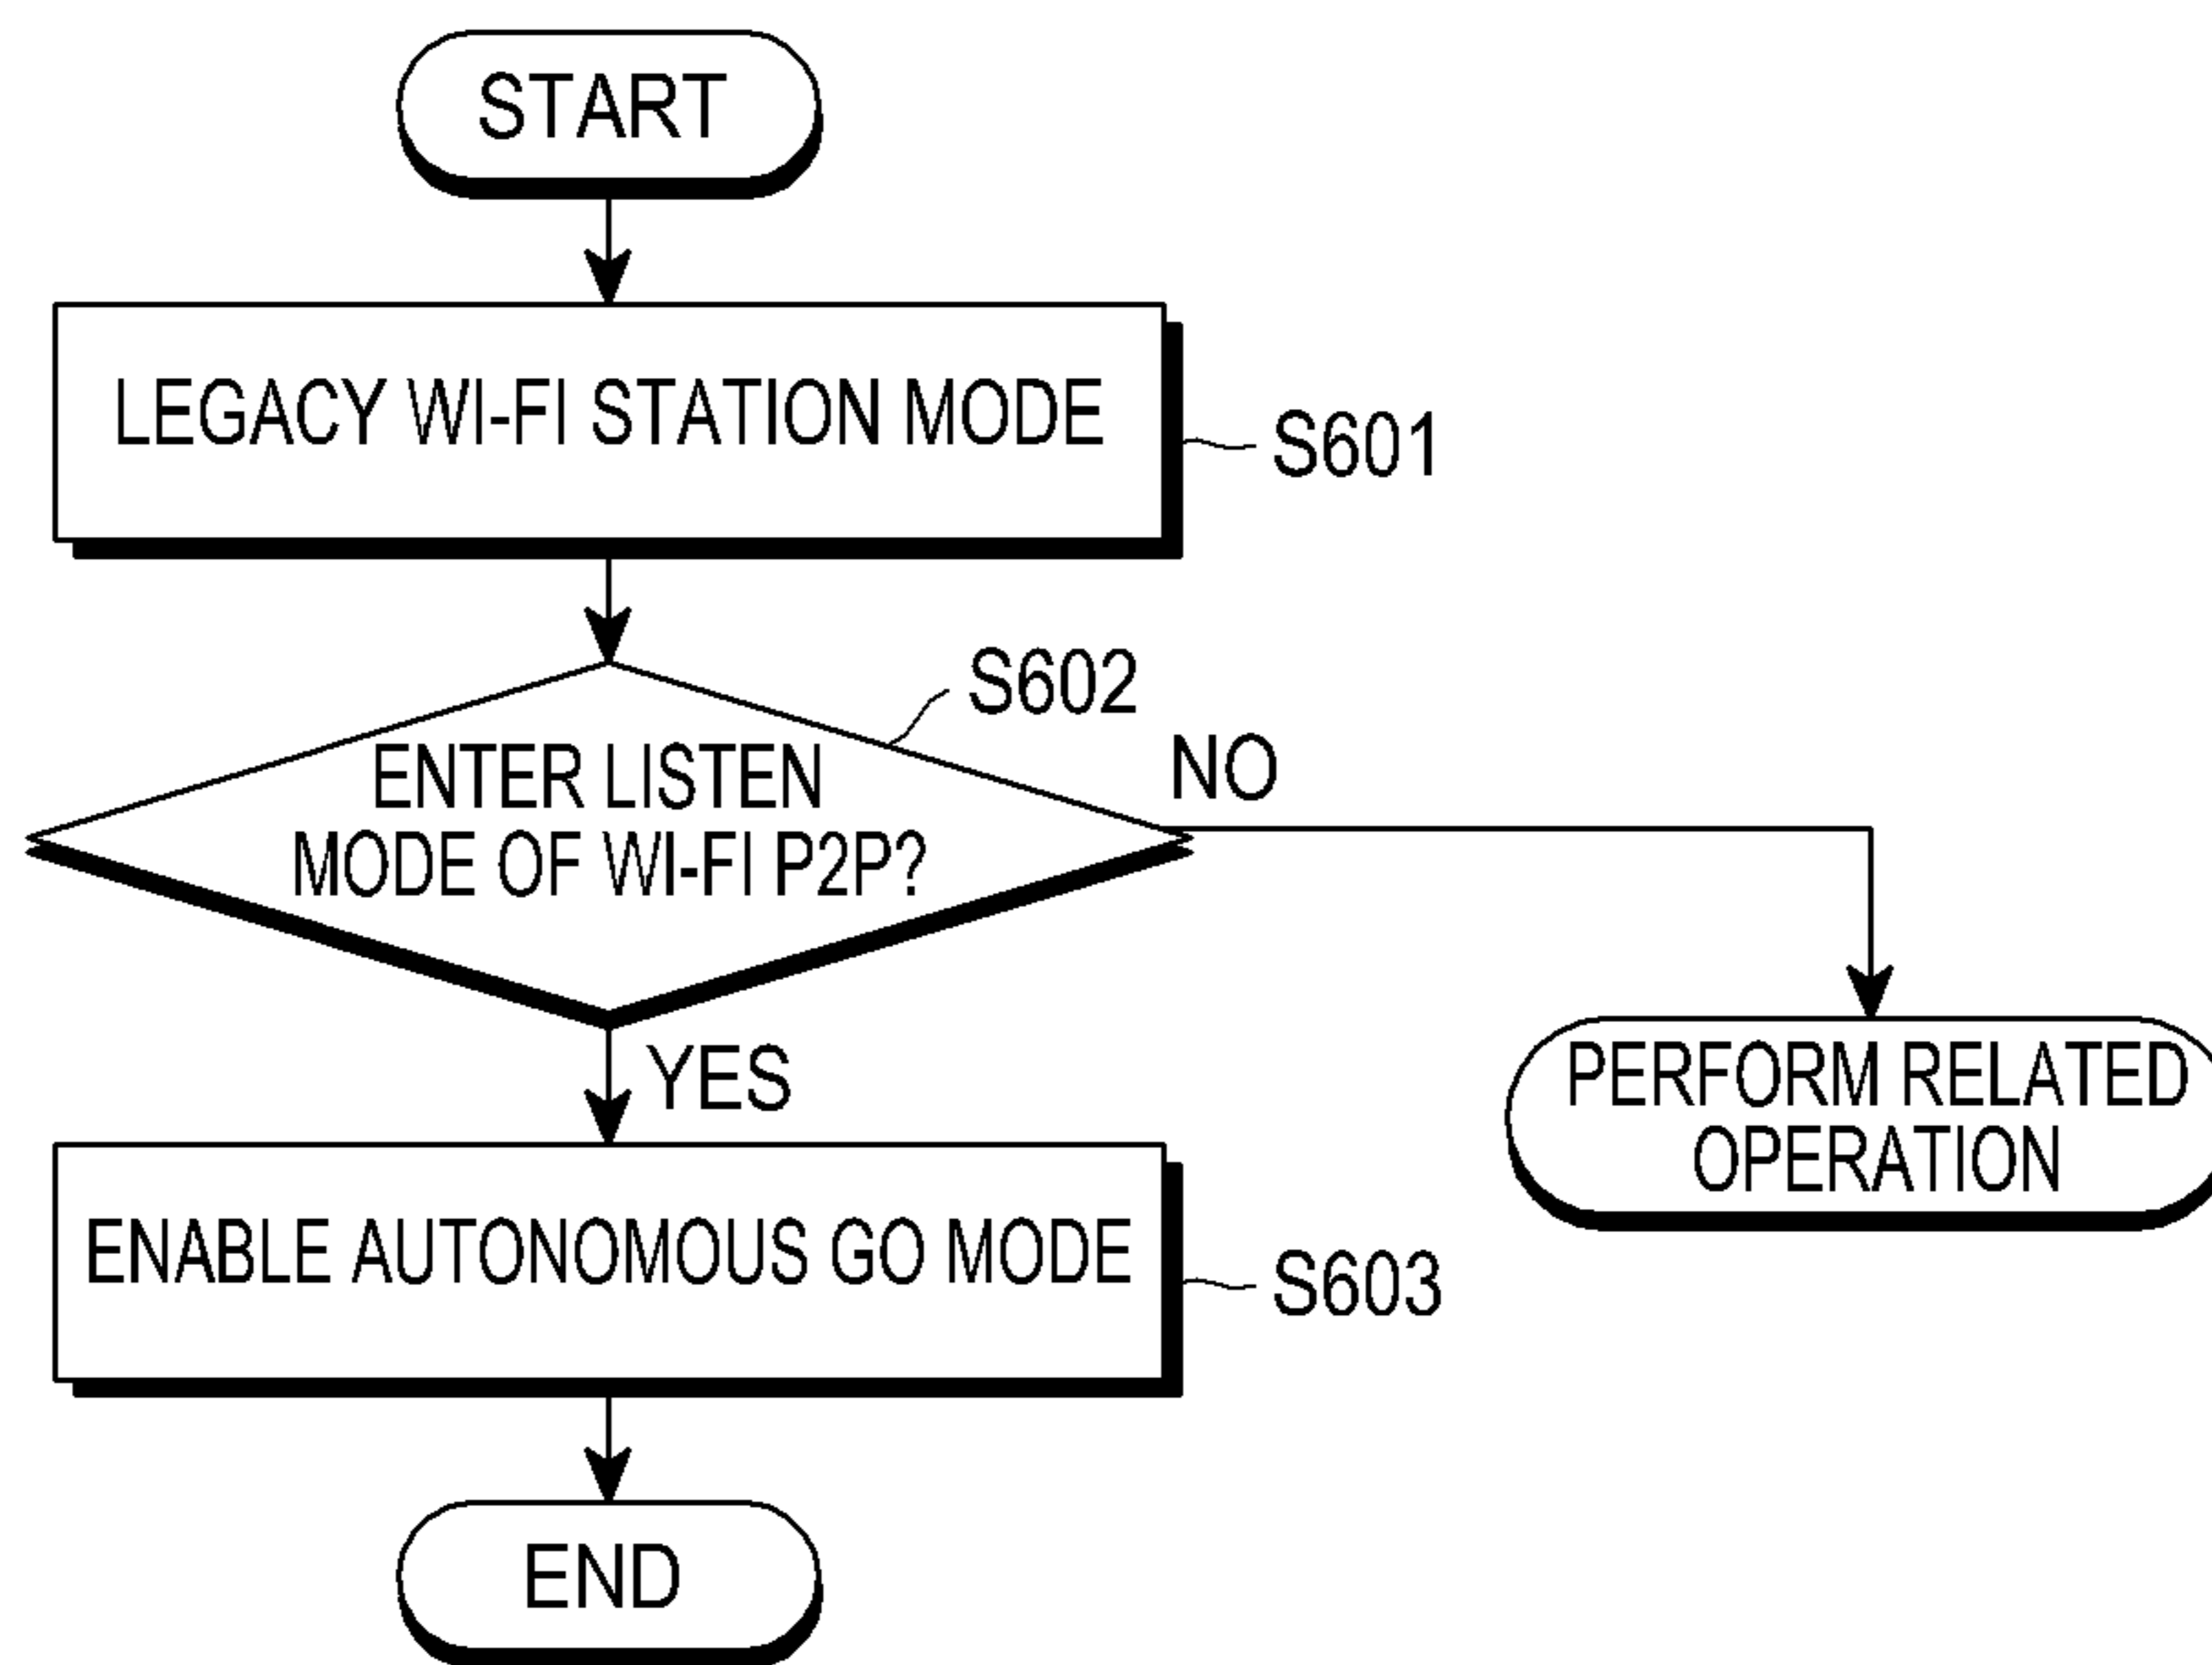 START
LEGACY WI-FI STATION MODE
S601
S602
ENTER LISTEN
MODE OF WI-FI P2P?
NO
YES
PERFORM RELATED
OPERATION
ENABLE AUTONOMOUS GO MODE
S603
END